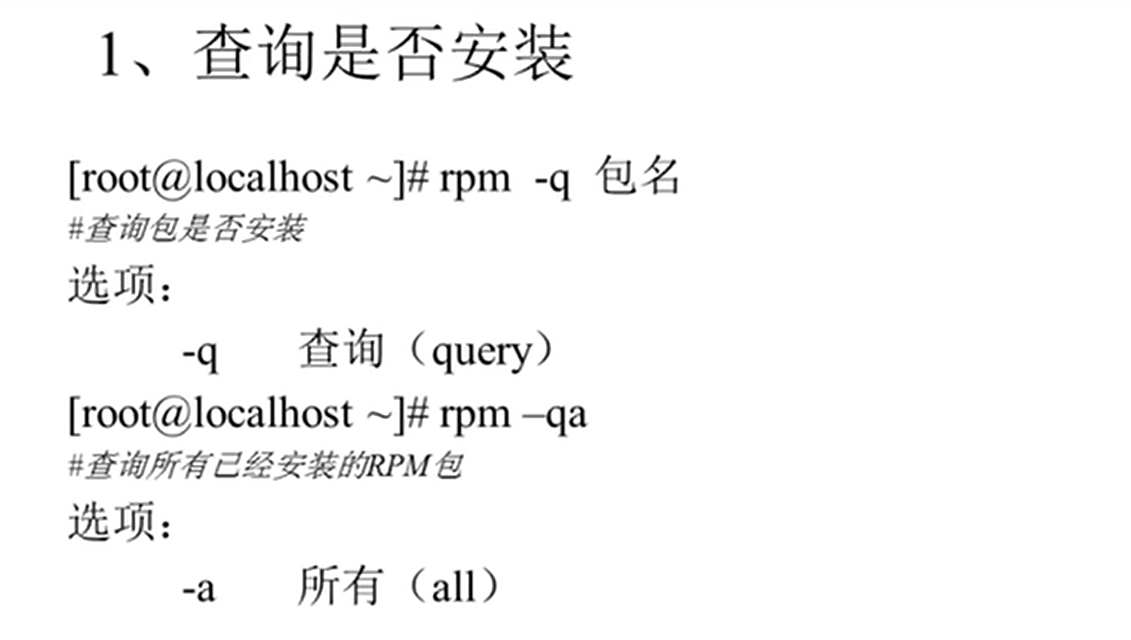 1、查询是否安装
[root@localhost ~]# rpm -q 包名
#查询包是否安装
选项：
-q 查询（query）
[root@localhost ~]# rpm –qa
#查询所有已经安装的RPM包
选项：
-a 所有（all）